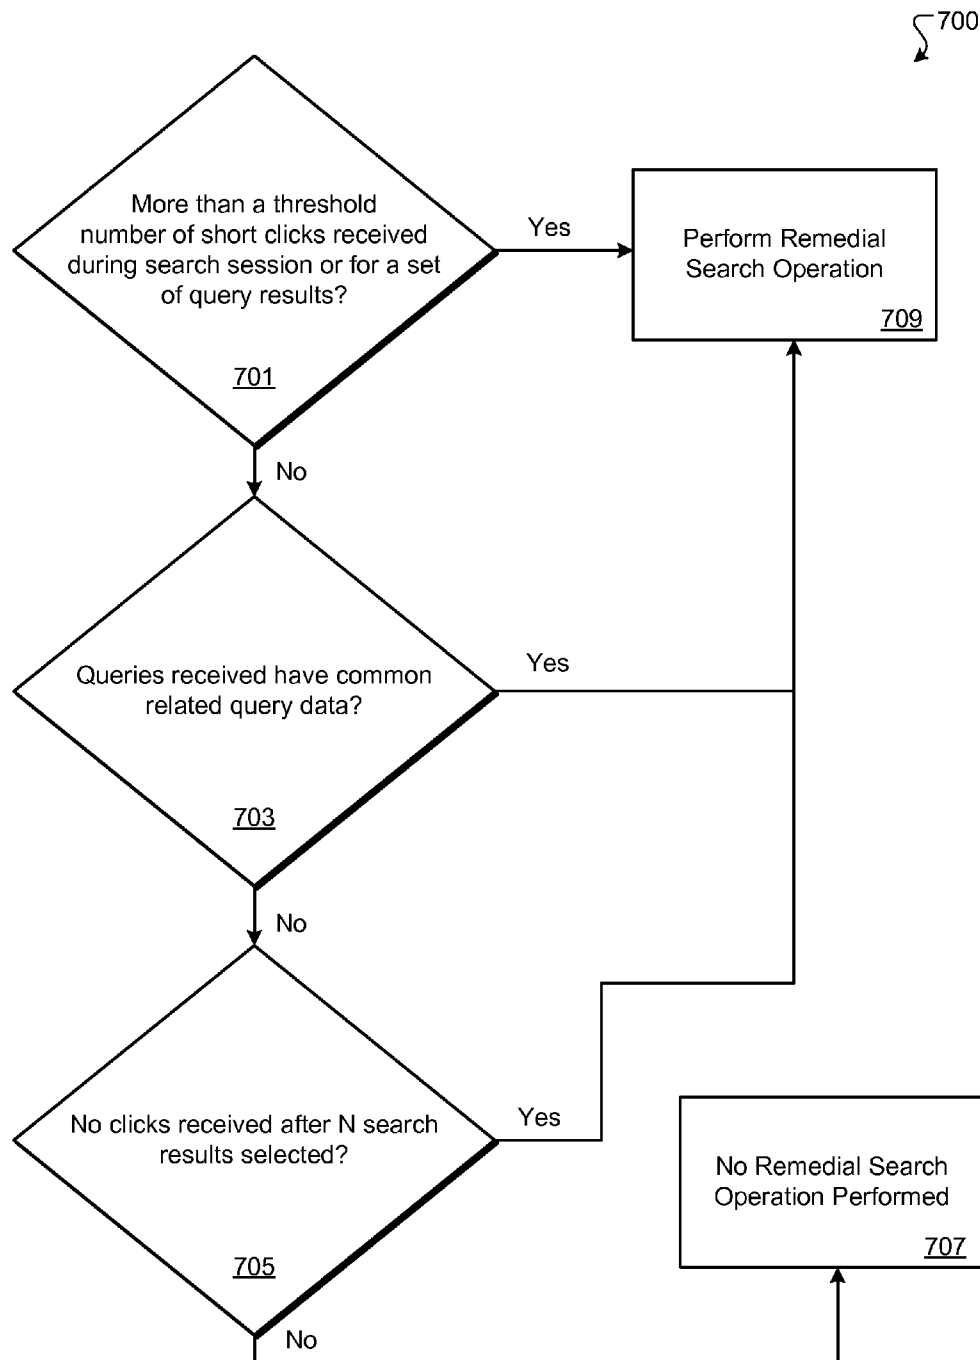 700
More than a threshold
number of short clicks received
during search session or for a set
of query results?
701
Yes
Perform Remedial
Search Operation
709
No
Queries received have common
related query data?
703
Yes
No
No clicks received after N search
results selected?
705
Yes
No Remedial Search
Operation Performed
707
No